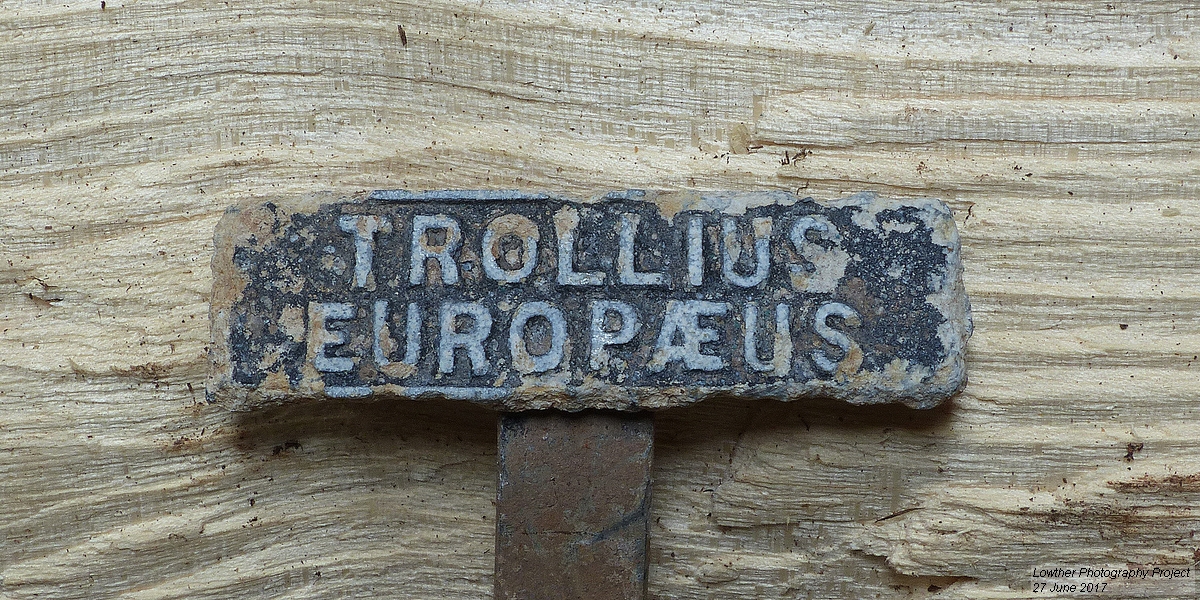 TROLLIUS
EUROPÆUS
Lowther Photography Project
27 June 2017